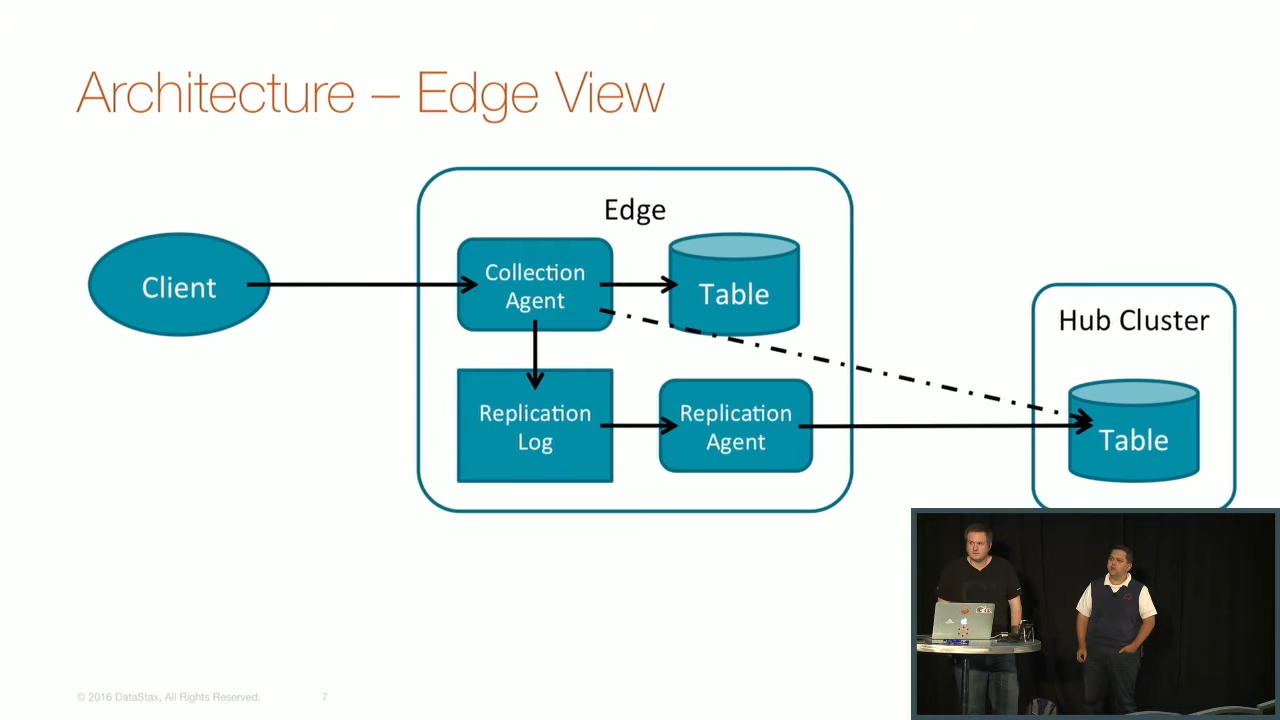 Architecture – Edge View
Edge
Client
Collection
Agent
Table
Hub Cluster
Replication
Log
Replication
Agent
Table
© 2016 DataStax, All Rights Reserved.
7